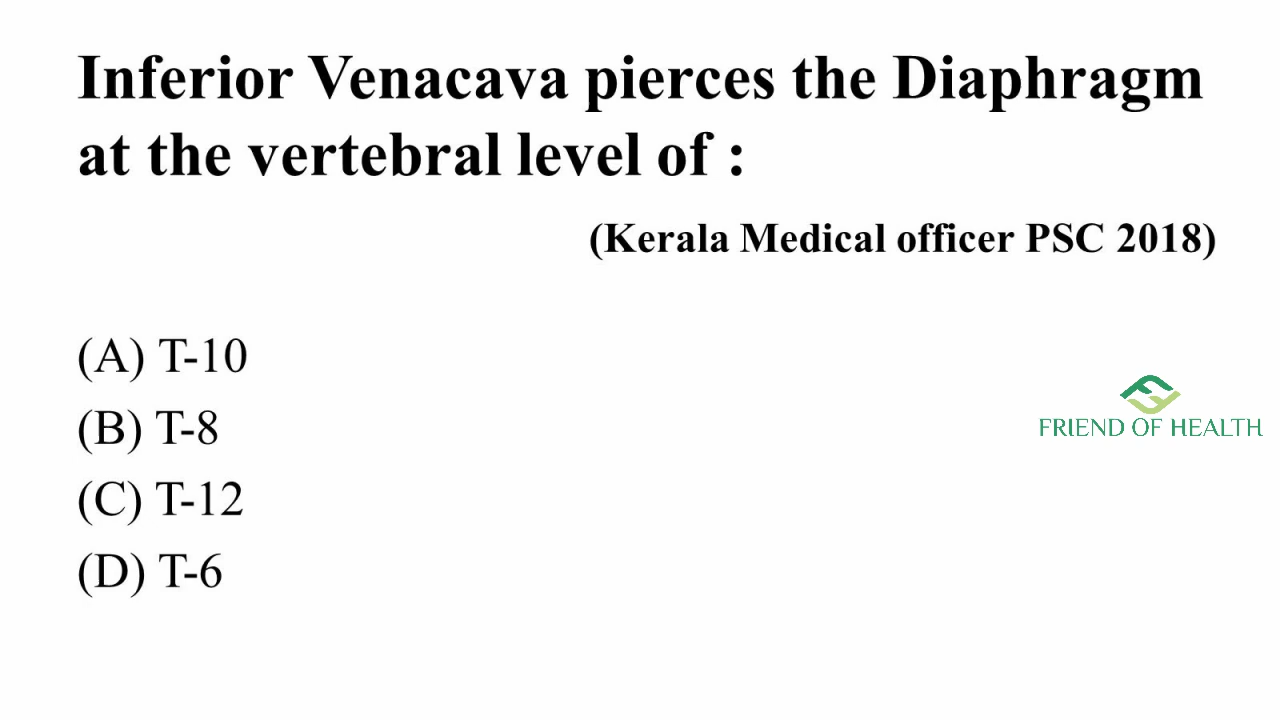 Inferior Venacava pierces the Diaphragm
at the vertebral level of :
(Kerala Medical officer PSC 2018)
(A) T-10
(B) T-8
(C) T-12
(D) T-6
FRIEND OF HEALTH